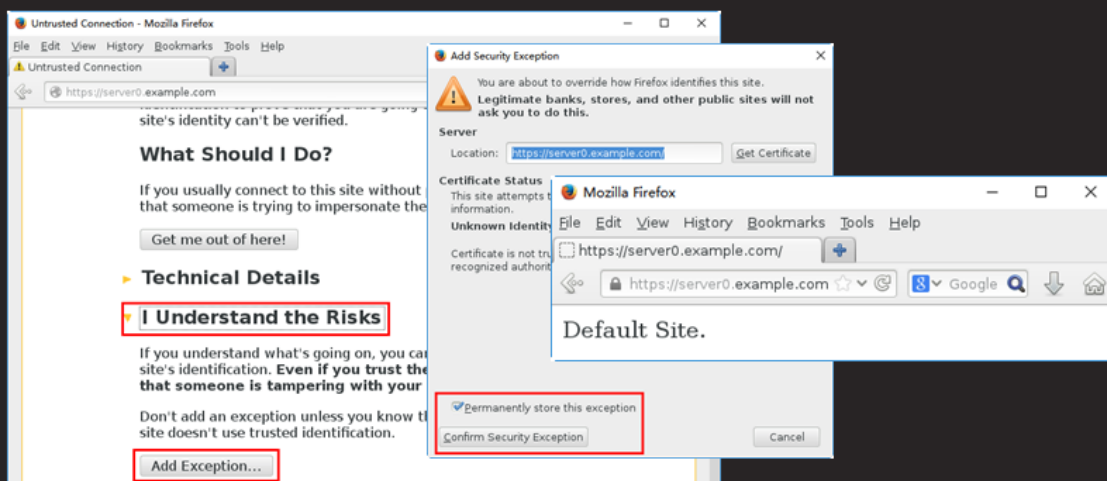 Untrusted Connection - Mozilla Firefox
File Edit View History Bookmarks Tools Help
Untrusted Connection
https://server0.example.com
site's identity can't be verified.
What Should I Do?
If you usually connect to this site without
that someone is trying to impersonate the
Get me out of here!
Technical Details
I Understand the Risks
If you understand what's going on, you can
site's identification. Even if you trust the
that someone is tampering with your
Don't add an exception unless you know
site doesn't use trusted identification.
Add Exception...
Add Security Exception
You are about to override how Firefox identifies this site.
Legitimate banks, stores, and other public sites will not
ask you to do this.
Server
Location: https://server0.example.com/ Get Certificate
Certificate Status
This site attempts
information.
Unknown Identity
Certificate is not
recognized
Permanently store this exception
Confirm Security Exception Cancel
Mozilla Firefox
File Edit View History Bookmarks Tools Help
https://server0.example.com/
https://server0.example.com Google
Default Site.